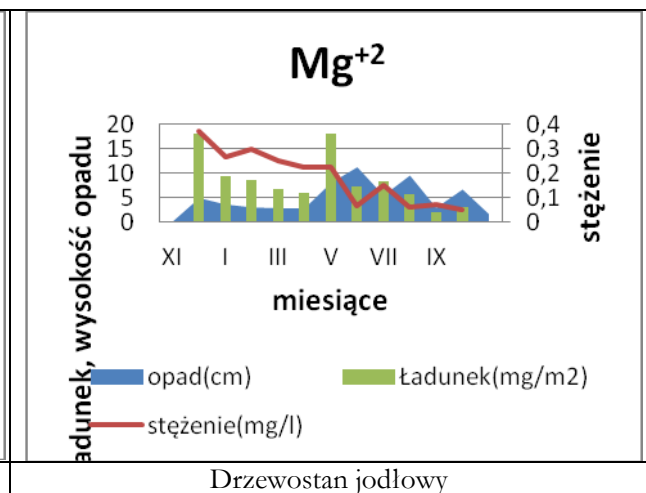 Mg+2
20 0,4
15 0,3
10 0,2
5 0,1
0 0
XI I III V VII IX
miesiące
adunek, wysokość opadu
stężenie
opad(cm) Ładunek(mg/m2)
stężenie(mg/l)
Drzewostan jodłowy